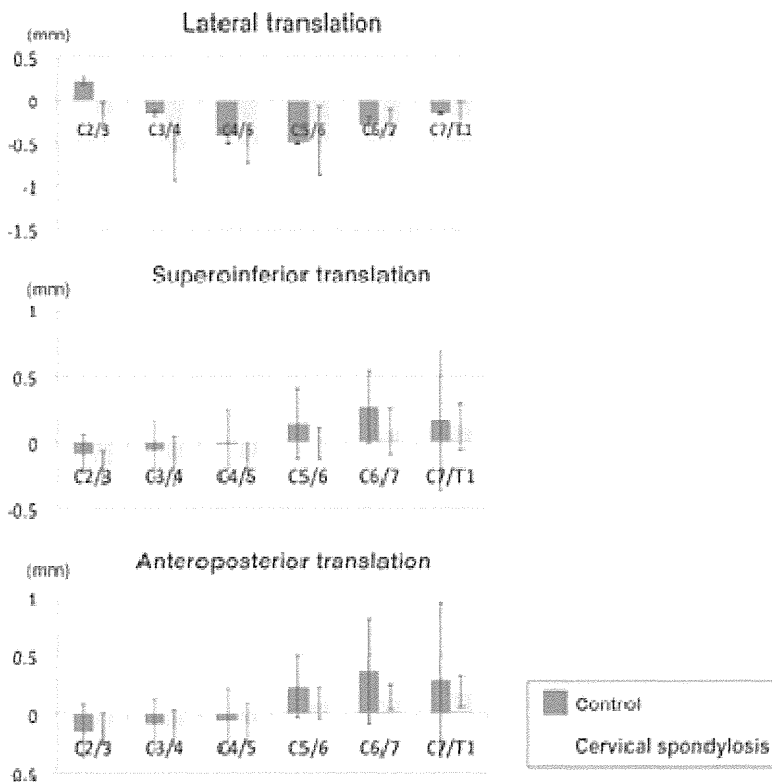 Lateral translation
(mm)
0.5
0
C2/3 C3/4 C4/5 C5/6 C6/7 C7/T1
-0.5
-1
-1.5
Superoinferior translation
(mm)
1
0.5
0
C2/3 C3/4 C4/5 C5/6 C6/7 C7/T1
-0.5
Anteroposterior translation
(mm)
1
0.5
0
C2/3 C3/4 C4/5 C5/6 C6/7 C7/T1
0.5
Control
Cervical spondylosis